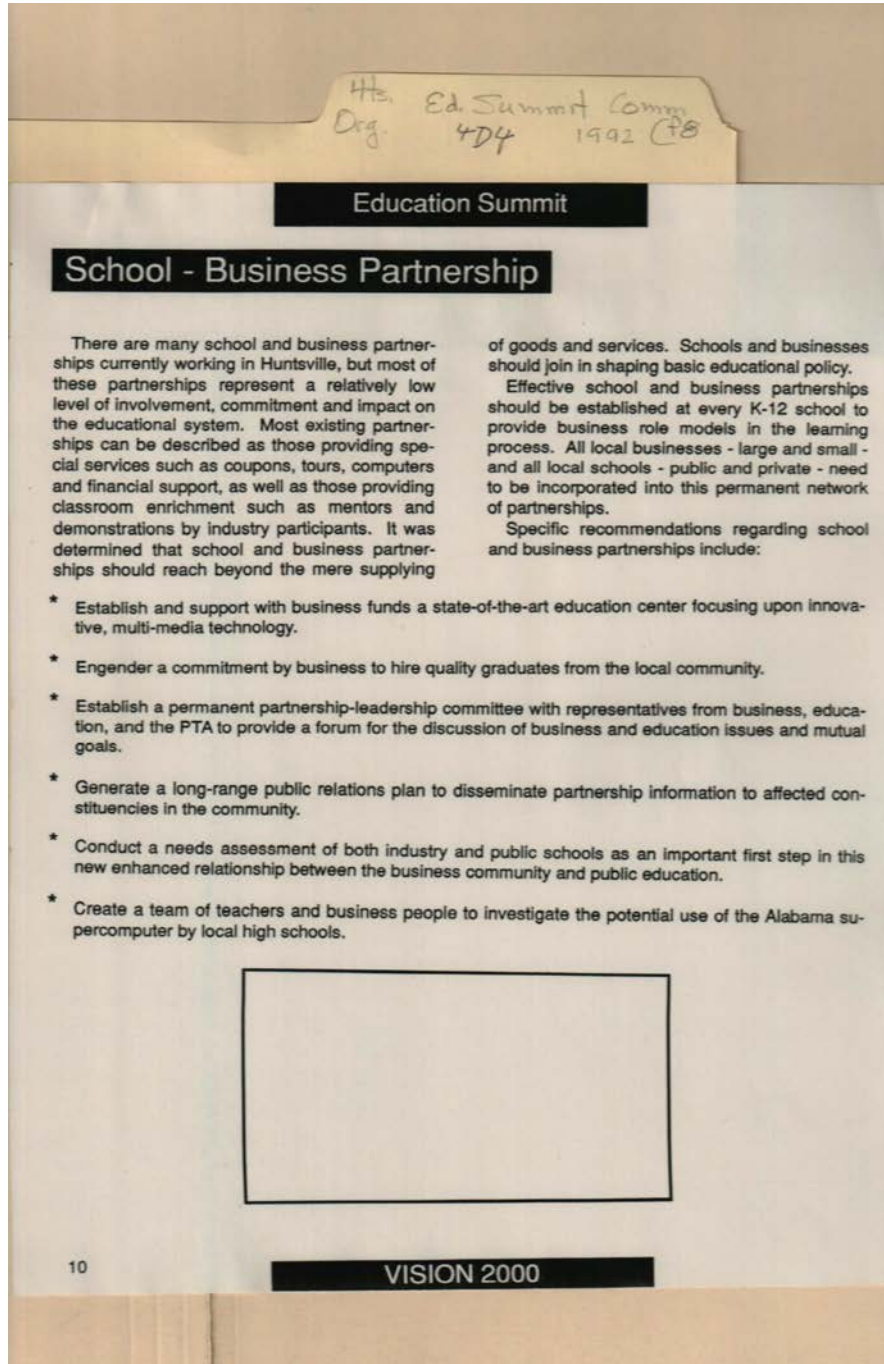 Hs. Ed. Summit Comm
Org. 4D4 1992
Education Summit
School - Business Partnership
There are many school and business partner-
ships currently working in Huntsville, but most of
these partnerships represent a relatively low
level of involvement, commitment and impact on
the educational system. Most existing partner-
ships can be described as those providing spe-
cial services such as coupons, tours, computers
and financial support, as well as those providing
classroom enrichment such as mentors and
demonstrations by industry participants. It was
determined that school and business partner-
ships should reach beyond the mere supplying
of goods and services. Schools and businesses
should join in shaping basic educational policy.
Effective school and business partnerships
should be established at every K-12 school to
provide business role models in the learning
process. All local businesses - large and small -
and all local schools - public and private - need
to be incorporated into this permanent network
of partnerships.
Specific recommendations regarding school
and business partnerships include:
* Establish and support with business funds a state-of-the-art education center focusing upon innova-
tive, multi-media technology.
* Engender a commitment by business to hire quality graduates from the local community.
* Establish a permanent partnership-leadership committee with representatives from business, educa-
tion, and the PTA to provide a forum for the discussion of business and education issues and mutual
goals.
* Generate a long-range public relations plan to disseminate partnership information to affected con-
stituencies in the community.
* Conduct a needs assessment of both industry and public schools as an important first step in this
new enhanced relationship between the business community and public education.
* Create a team of teachers and business people to investigate the potential use of the Alabama su-
percomputer by local high schools.
10
VISION 2000